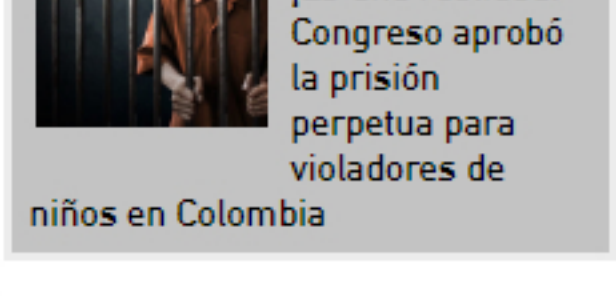 Congreso aprobó
la prisión
perpetua para
violadores de
niños en Colombia